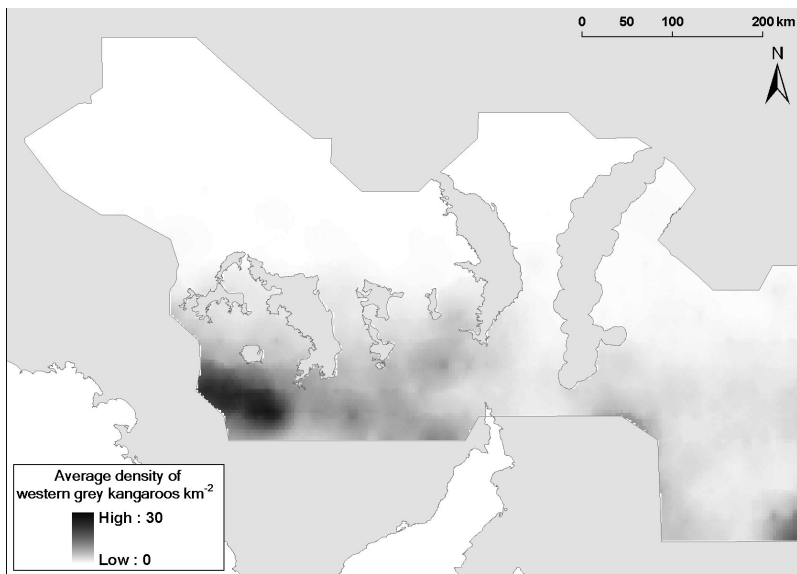 0 50 100 200 km
N
Average density of
western grey kangaroos km-2
High : 30
Low : 0